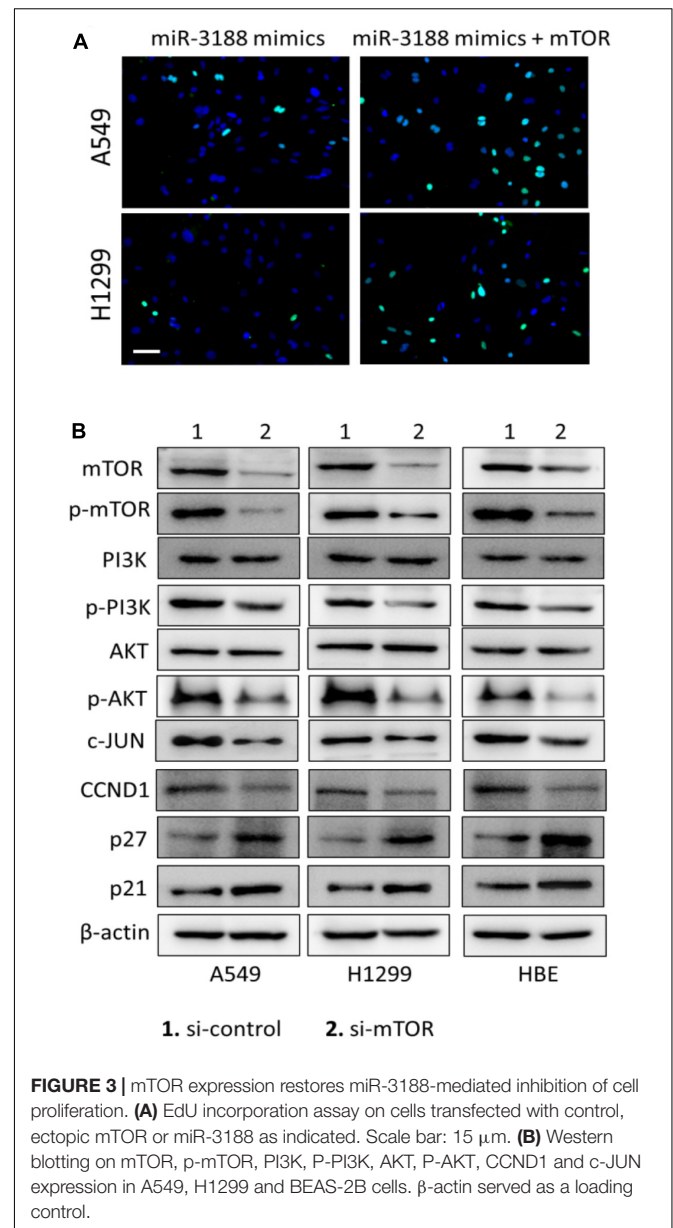 A
miR-3188 mimics miR-3188 mimics + mTOR
A549
H1299
B
1 2 1 2 1 2
mTOR
p-mTOR
PI3K
p-PI3K
AKT
p-AKT
c-JUN
CCND1
p27
p21
β-actin
A549 H1299 HBE
1. si-control 2. si-mTOR
FIGURE 3 | mTOR expression restores miR-3188-mediated inhibition of cell
proliferation. (A) EdU incorporation assay on cells transfected with control,
ectopic mTOR or miR-3188 as indicated. Scale bar: 15 μm. (B) Western
blotting on mTOR, p-mTOR, PI3K, P-PI3K, AKT, P-AKT, CCND1 and c-JUN
expression in A549, H1299 and BEAS-2B cells. β-actin served as a loading
control.